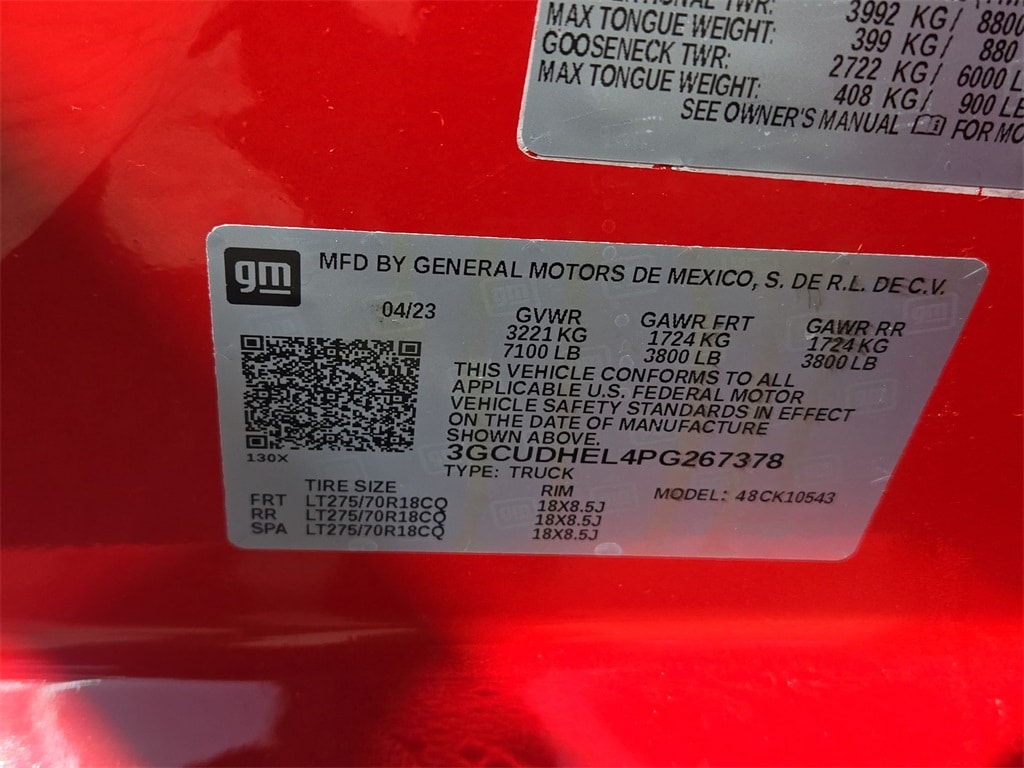 TWR: 3992 KG/ 8800
MAX TONGUE WEIGHT: 399 KG/ 880
GOOSENECK TWR: 2722 KG/ 6000 L
MAX TONGUE WEIGHT: 408 KG/ 900 LB
SEE OWNER'S MANUAL FOR MO
gm
MFD BY GENERAL MOTORS DE MEXICO, S. DE R.L. DE C.V.
04/23
GVWR GAWR FRT GAWR RR
3221 KG 1724 KG 1724 KG
7100 LB 3800 LB 3800 LB
THIS VEHICLE CONFORMS TO ALL
APPLICABLE U.S. FEDERAL MOTOR
VEHICLE SAFETY STANDARDS IN EFFECT
ON THE DATE OF MANUFACTURE
SHOWN ABOVE.
130X
3GCUDHEL4PG267378
TYPE: TRUCK
TIRE SIZE RIM MODEL: 48CK10543
FRT LT275/70R18CQ 18X8.5J
RR LT275/70R18CQ 18X8.5J
SPA LT275/70R18CQ 18X8.5J